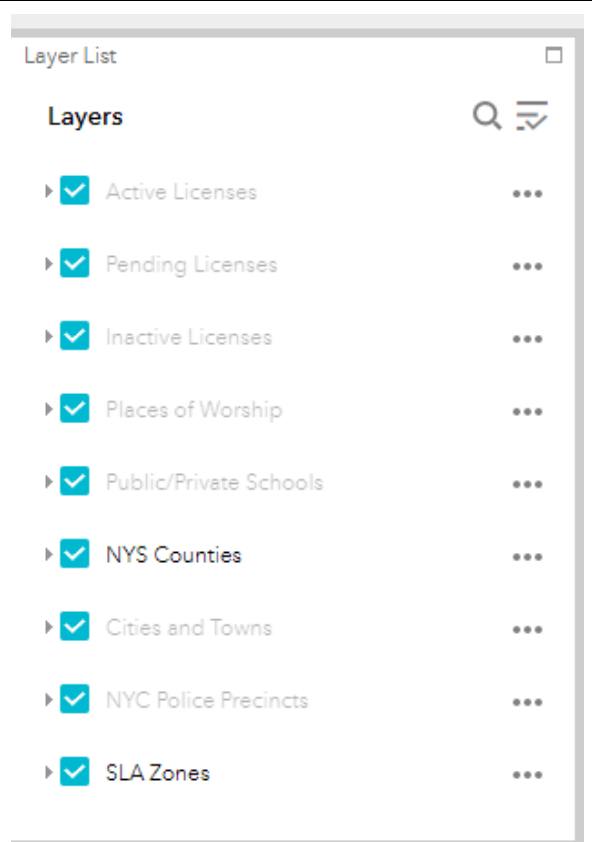 Layer List
Layers
Active Licenses
Pending Licenses
Inactive Licenses
Places of Worship
Public/Private Schools
NYS Counties
Cities and Towns
NYC Police Precincts
SLA Zones